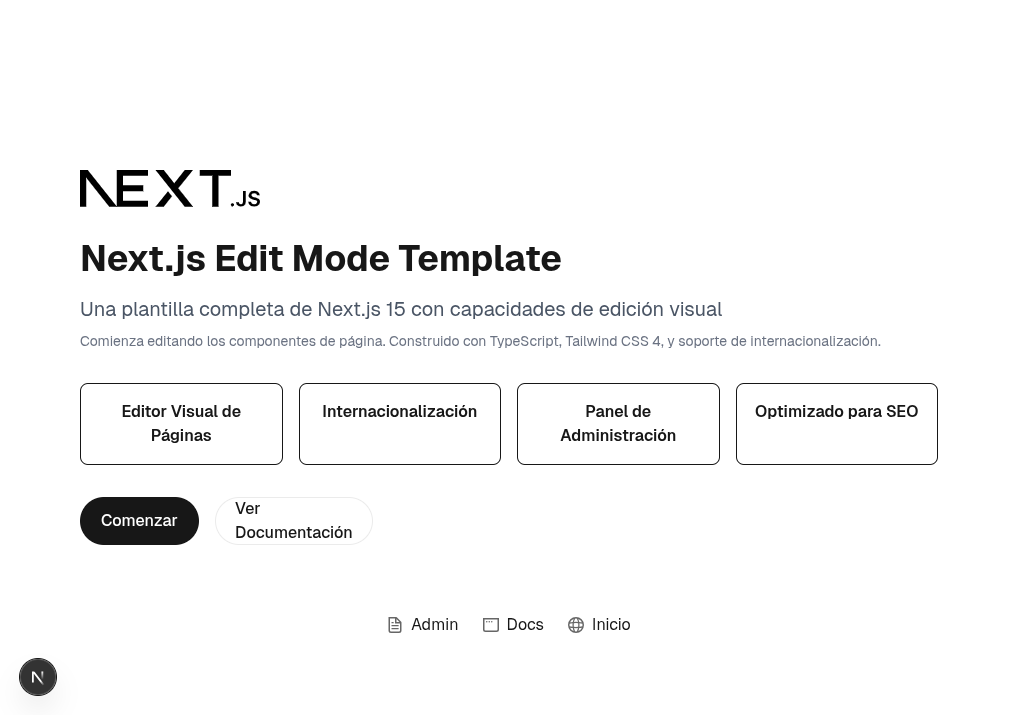 NEXT.JS
Next.js Edit Mode Template
Una plantilla completa de Next.js 15 con capacidades de edición visual
Comienza editando los componentes de página. Construido con TypeScript, Tailwind CSS 4, y soporte de internacionalización.
Editor Visual de
Páginas
Internacionalización
Panel de
Administración
Optimizado para SEO
Comenzar
Ver
Documentación
Admin
Docs
Inicio
N